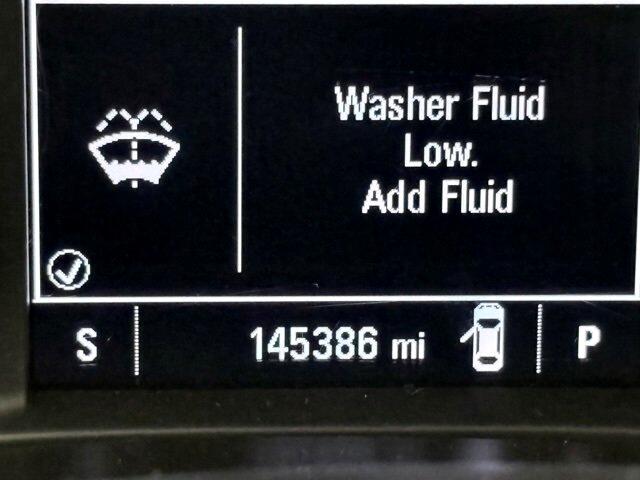 Washer Fluid
Low.
Add Fluid
S 145386 mi P